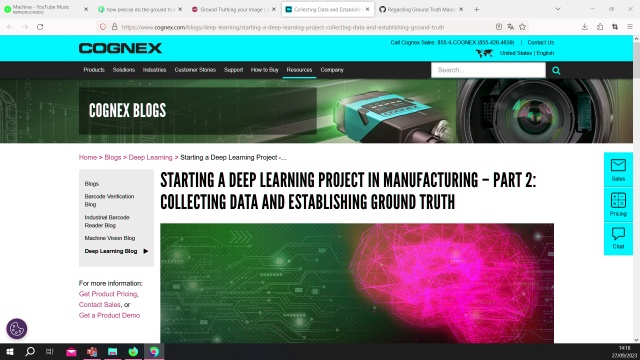 Machine - YouTube Music
how precise do the ground tru
Ground Truthing your Image
Collecting Data and Establishi
Regarding Ground Truth Mas
https://www.cognex.com/blogs/deep-learning/starting-a-deep-learning-project-collecting-data-and-establishing-ground-truth
COGNEX
Call Cognex Sales: 855-4-COGNEX (855-426-4639) | Contact Us
United States | English
Products Solutions Industries Customer Stories Support How to Buy Resources Company
Search...
COGNEX BLOGS
Home > Blogs > Deep Learning > Starting a Deep Learning Project -...
Blogs
Barcode Verification
Blog
Industrial Barcode
Reader Blog
Machine Vision Blog
Deep Learning Blog
For more information:
Get Product Pricing,
Contact Sales, or
Get a Product Demo
STARTING A DEEP LEARNING PROJECT IN MANUFACTURING – PART 2:
COLLECTING DATA AND ESTABLISHING GROUND TRUTH
Sales
Pricing
Chat
14:18
27/09/2023